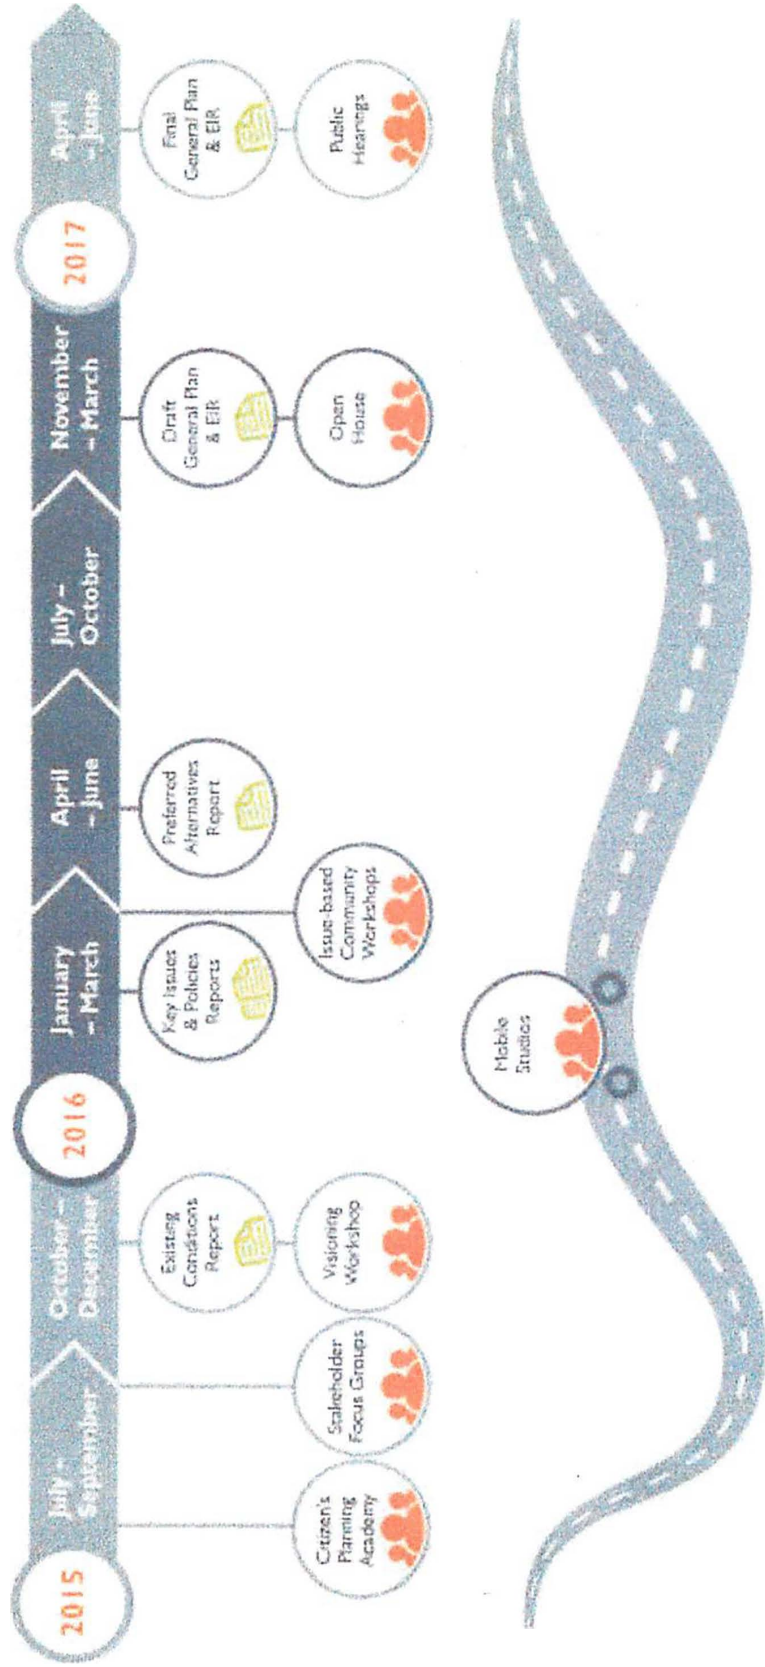 2015
July –
September
October –
December
2016
January
– March
April
– June
July –
October
November
– March
2017
April
– June
Citizen's
Planning
Academy
Stakeholder
Focus Groups
Existing
Conditions
Report
Visioning
Workshop
Key Issues
& Policies
Reports
Issue-based
Community
Workshops
Preferred
Alternatives
Report
Draft
General Plan
& EIR
Open
House
Final
General Plan
& EIR
Public
Hearings
Mobile
Studios